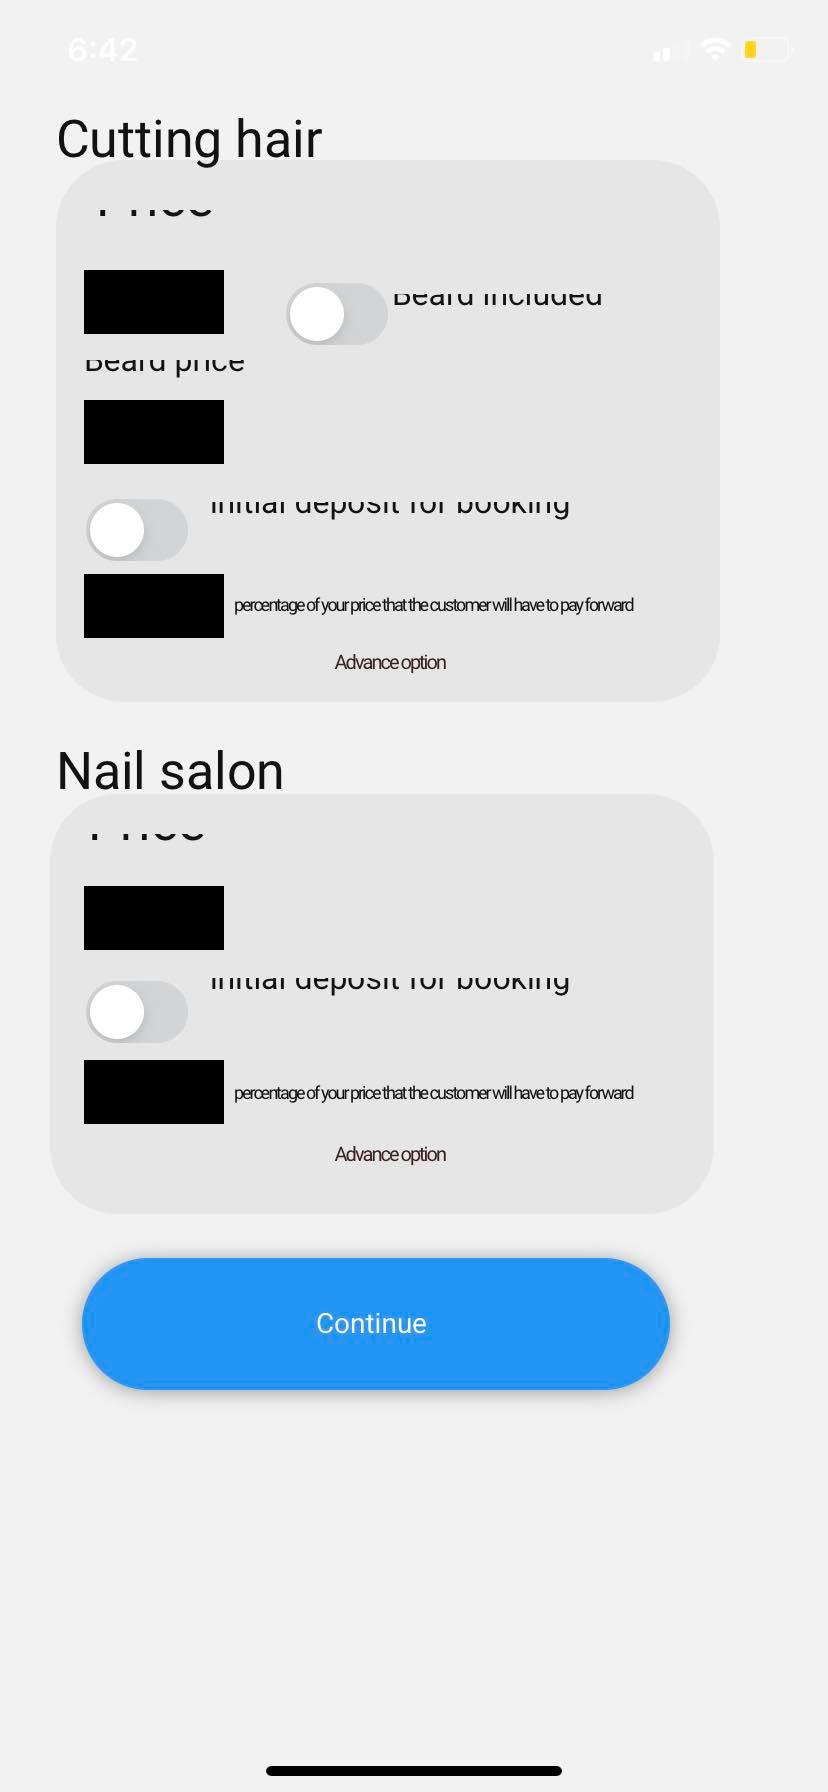 6:42
Cutting hair
Price
Beard included
Beard price
Initial deposit for booking
percentage of your price that the customer will have to pay forward
Advance option
Nail salon
Price
Initial deposit for booking
percentage of your price that the customer will have to pay forward
Advance option
Continue